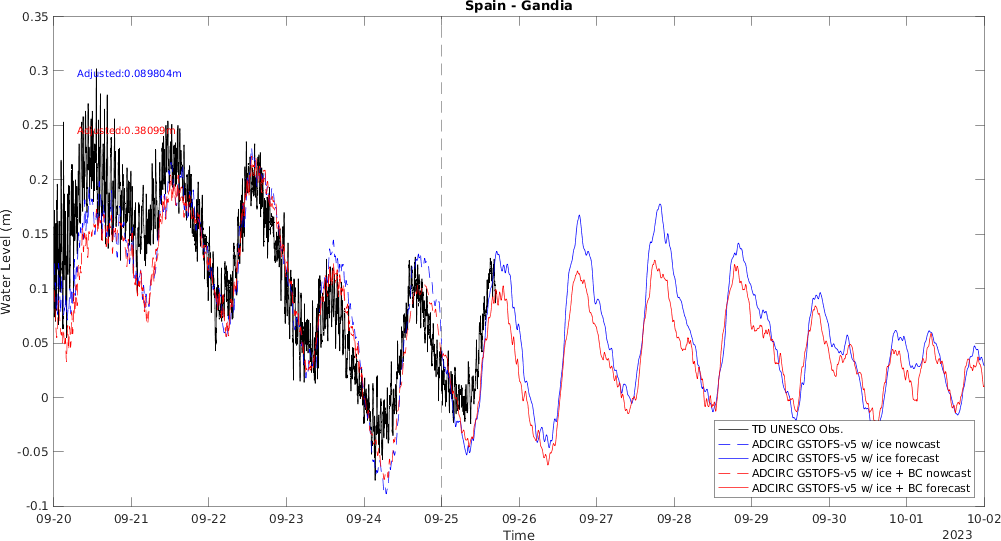 Spain - Gandia
0.35
0.3
0.25
0.2
0.15
0.1
0.05
0
-0.05
-0.1
Water Level (m)
Adjusted:0.089804m
Adjusted:0.38099m
TD UNESCO Obs.
ADCIRC GSTOFS-v5 w/ ice nowcast
ADCIRC GSTOFS-v5 w/ ice forecast
ADCIRC GSTOFS-v5 w/ ice + BC nowcast
ADCIRC GSTOFS-v5 w/ ice + BC forecast
09-20 09-21 09-22 09-23 09-24 09-25 09-26 09-27 09-28 09-29 09-30 10-01 10-02
Time
2023